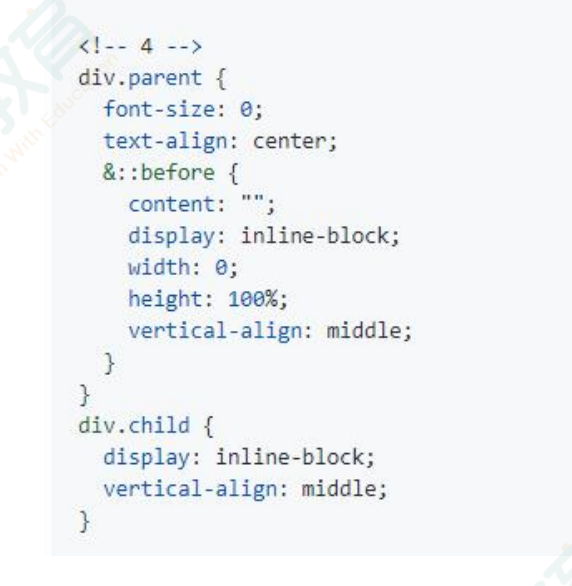 <!-- 4 -->
div.parent {
  font-size: 0;
  text-align: center;
  &::before {
    content: "";
    display: inline-block;
    width: 0;
    height: 100%;
    vertical-align: middle;
  }
}
div.child {
  display: inline-block;
  vertical-align: middle;
}